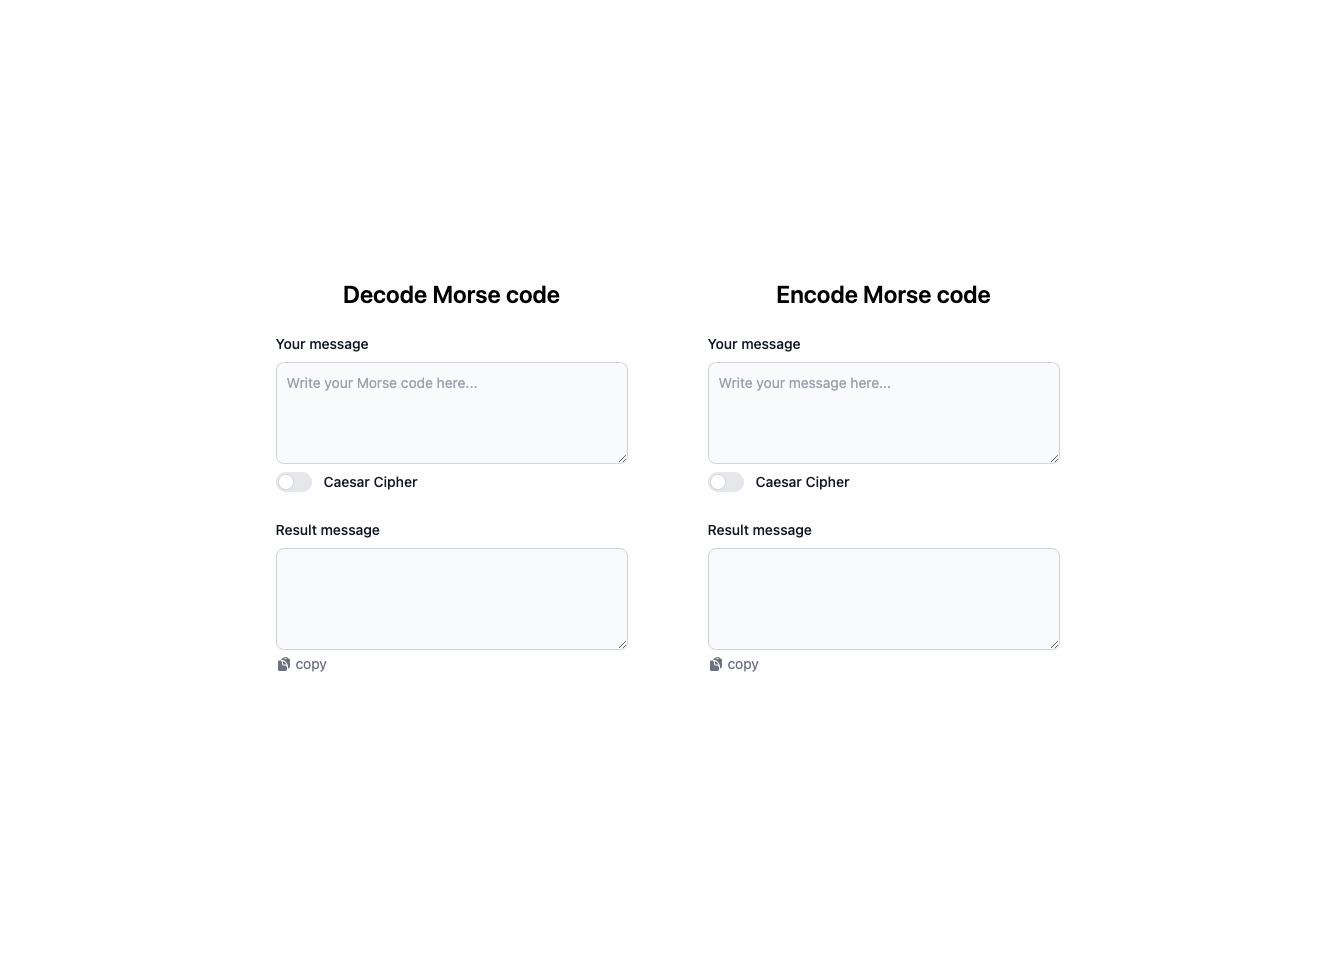 Decode Morse code
Your message
Write your Morse code here...
Caesar Cipher
Result message
copy
Encode Morse code
Your message
Write your message here...
Caesar Cipher
Result message
copy